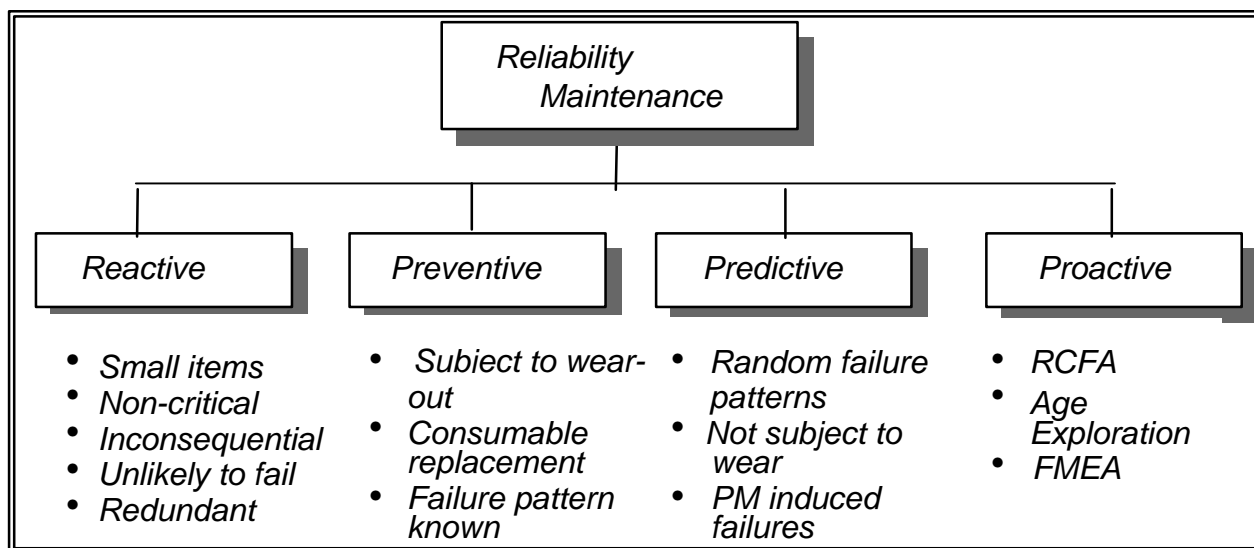 Reliability
Maintenance
Reactive
Preventive
Predictive
Proactive
• Small items
• Non-critical
• Inconsequential
• Unlikely to fail
• Redundant
• Subject to wear-
out
• Consumable
replacement
• Failure pattern
known
• Random failure
patterns
• Not subject to
wear
• PM induced
failures
• RCFA
• Age
Exploration
• FMEA